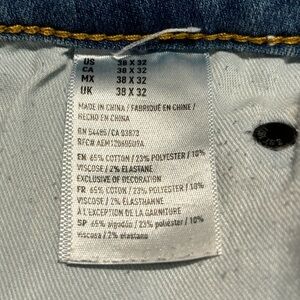 US 38 X 32
CA 38 X 32
MX 38 X 32
UK 38 X 32
MADE IN CHINA / FABRIQUÉ EN CHINE /
HECHO EN CHINA
RN 54485 / CA 03873
EN 65% COTTON / 23% POLYESTER / 10%
VISCOSE / 2% ELASTANE
EXCLUSIVE OF DECORATION
FR 65% COTON / 23% POLYESTER / 10%
VISCOSE / 2% ÉLASTHANNE
À L'EXCEPTION DE LA GARNITURE
SP 65% algodón / 23% poliéster / 10%
viscosa / 2% elastano